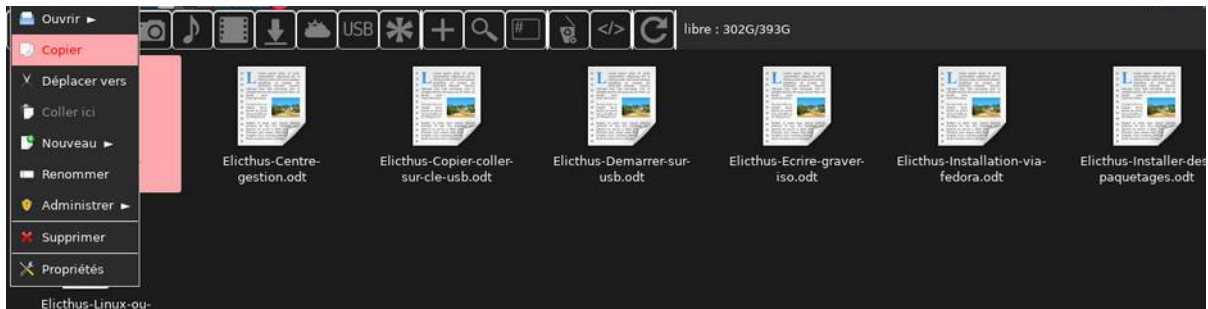 Ouvrir ►
Copier
Déplacer vers
Coller ici
Nouveau ►
Renommer
Administrer ►
Supprimer
Propriétés
USB
#
</>
libre : 302G/393G
Elicthus-Centre-
gestion.odt
Elicthus-Copier-coller-
sur-cle-usb.odt
Elicthus-Demarrer-sur-
usb.odt
Elicthus-Ecrire-graver-
iso.odt
Elicthus-Installation-via-
fedora.odt
Elicthus-Installer-des
paquetages.odt
Elicthus-Linux-ou-